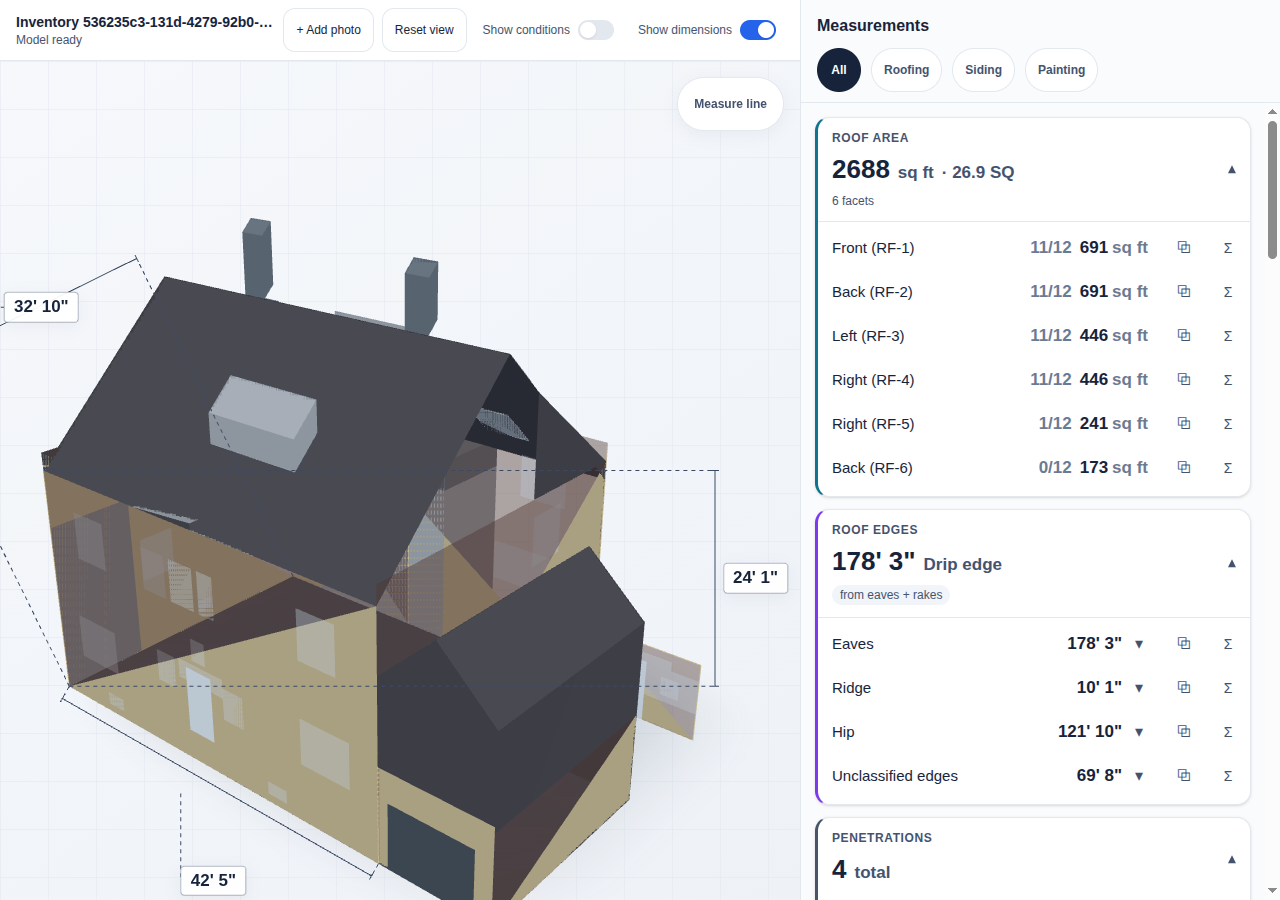 Inventory 536235c3-131d-4279-92b0-…
Model ready
+ Add photo
Reset view
Show conditions
Show dimensions
Measure line
32' 10"
24' 1"
42' 5"
Measurements
All
Roofing
Siding
Painting
ROOF AREA
2688 sq ft · 26.9 SQ
▲
6 facets
Front (RF-1) 11/12 691 sq ft Σ
Back (RF-2) 11/12 691 sq ft Σ
Left (RF-3) 11/12 446 sq ft Σ
Right (RF-4) 11/12 446 sq ft Σ
Right (RF-5) 1/12 241 sq ft Σ
Back (RF-6) 0/12 173 sq ft Σ
ROOF EDGES
178' 3" Drip edge
▲
from eaves + rakes
Eaves 178' 3" ▼ Σ
Ridge 10' 1" ▼ Σ
Hip 121' 10" ▼ Σ
Unclassified edges 69' 8" ▼ Σ
PENETRATIONS
4 total
▲